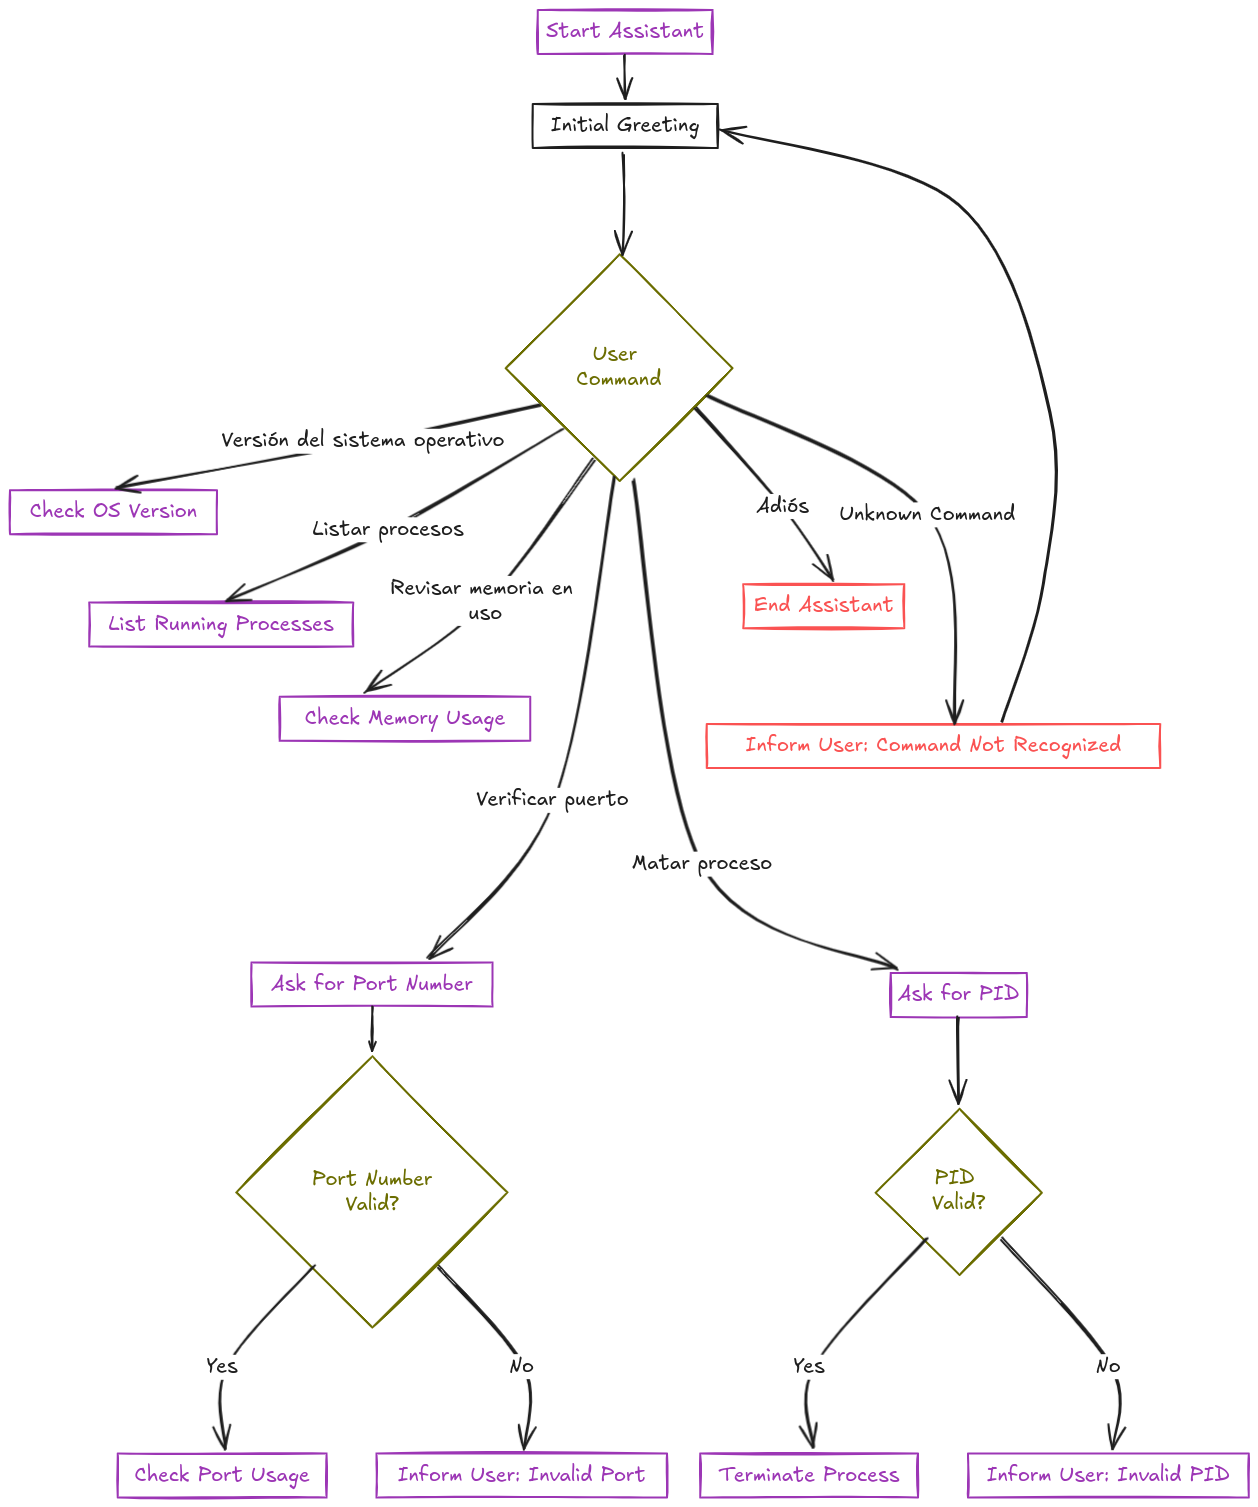 Start Assistant
Initial Greeting
User
Command
Versión del sistema operativo
Check OS Version
Listar procesos
List Running Processes
Revisar memoria en
uso
Check Memory Usage
Adiós
End Assistant
Unknown Command
Inform User: Command Not Recognized
Verificar puerto
Matar proceso
Ask for Port Number
Ask for PID
Port Number
Valid?
PID
Valid?
Yes
No
Yes
No
Check Port Usage
Inform User: Invalid Port
Terminate Process
Inform User: Invalid PID